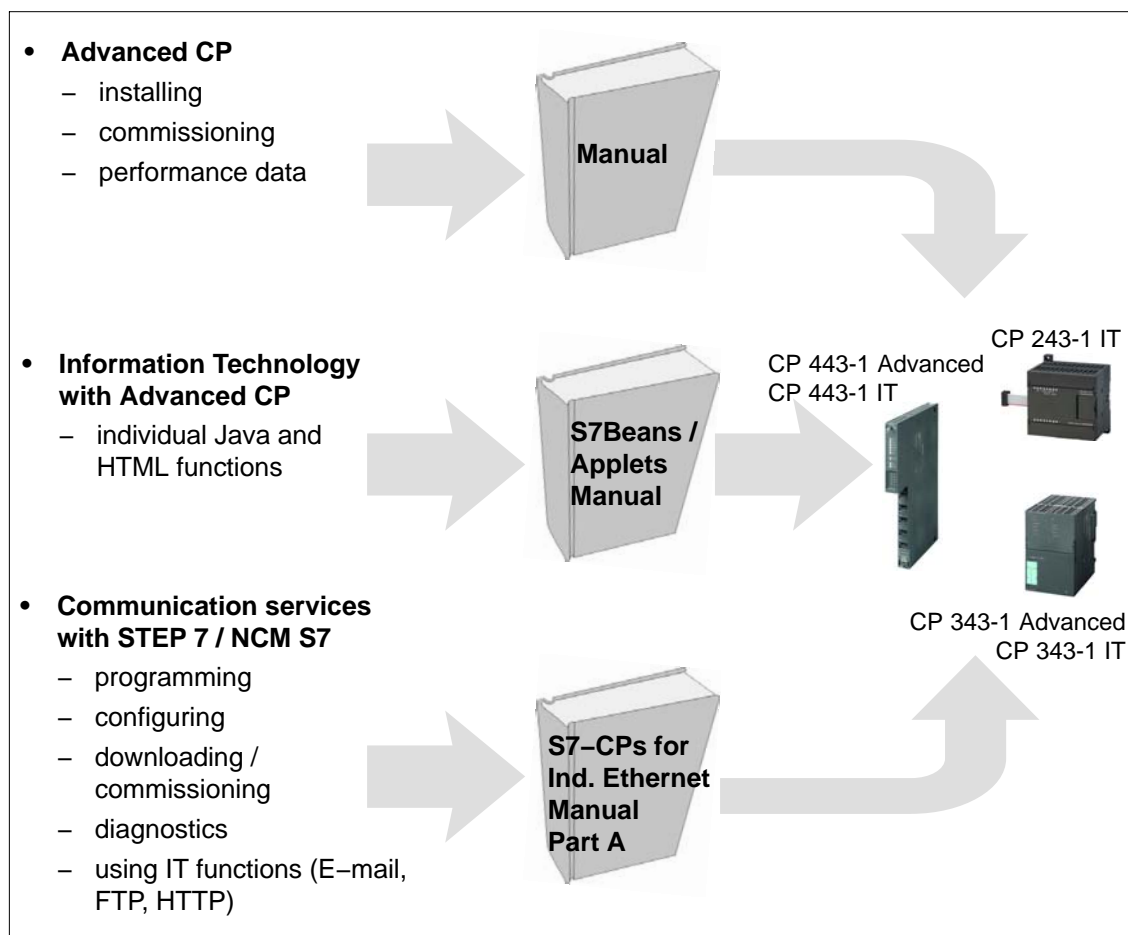 • Advanced CP
– installing
– commissioning
– performance data
Manual
• Information Technology
with Advanced CP
– individual Java and
HTML functions
S7Beans /
Applets
Manual
CP 443-1 Advanced
CP 443-1 IT
CP 243-1 IT
CP 343-1 Advanced
CP 343-1 IT
• Communication services
with STEP 7 / NCM S7
– programming
– configuring
– downloading /
commissioning
– diagnostics
– using IT functions (E–mail,
FTP, HTTP)
S7–CPs for
Ind. Ethernet
Manual
Part A